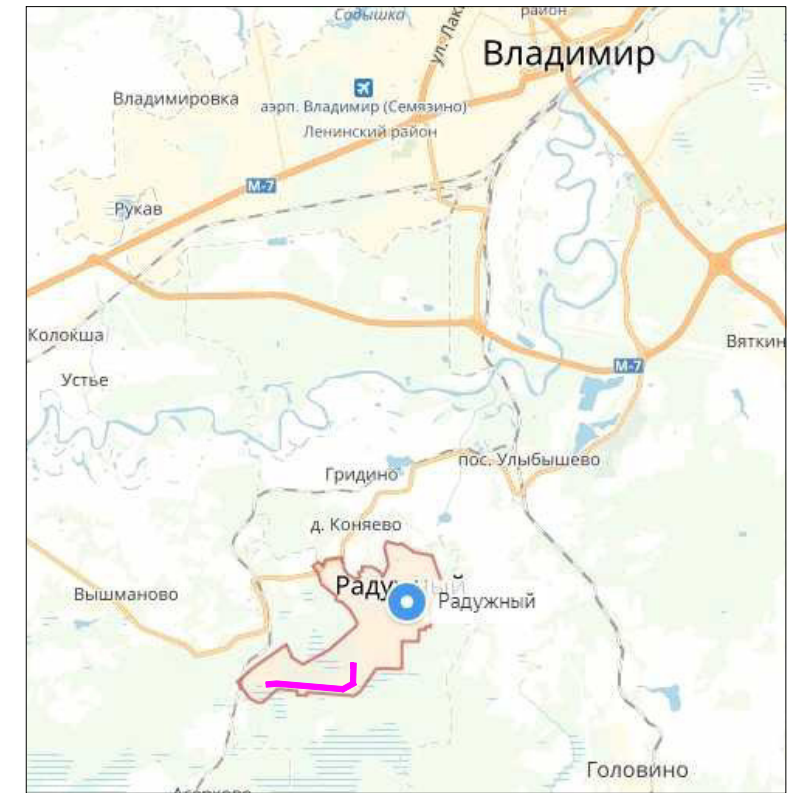 Содышка
район
ул. Лак
Владимир
Владимировка
аэрп. Владимир (Семязино)
Ленинский район
М-7
Рукав
Колокша
Вяткин
М-7
Устье
пос. Улыбышево
Гридино
д. Коняево
Радужный
Вышманово
Радужный
Головино